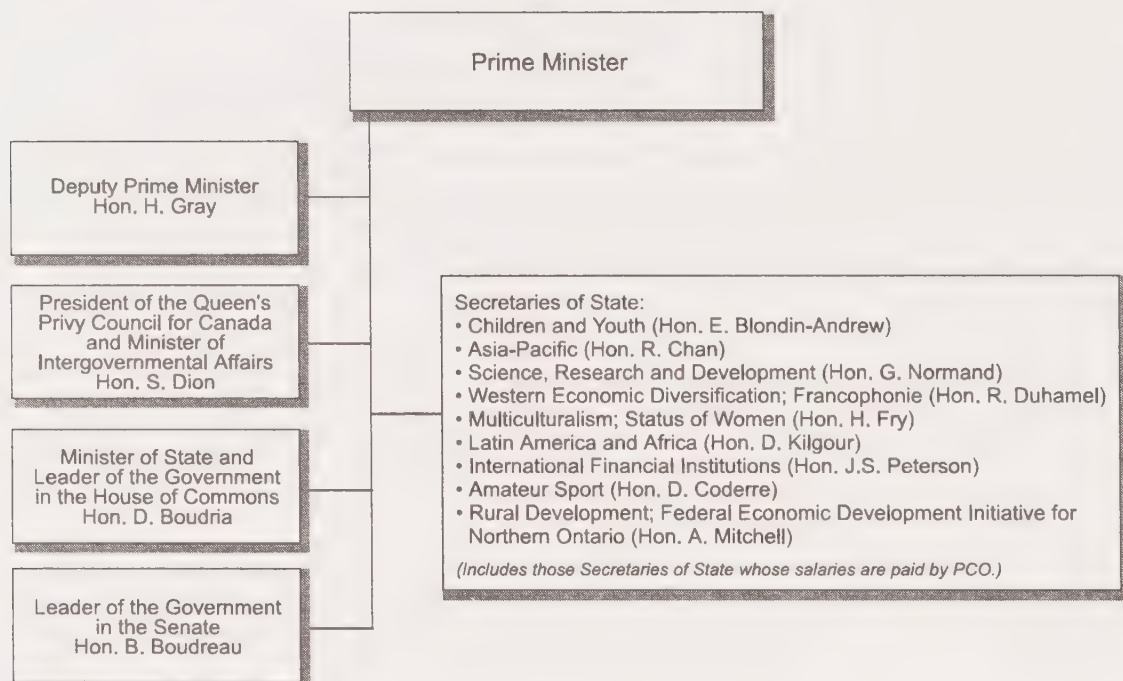 Prime Minister
Deputy Prime Minister
Hon. H. Gray
President of the Queen's
Privy Council for Canada
and Minister of
Intergovernmental Affairs
Hon. S. Dion
Minister of State and
Leader of the Government
in the House of Commons
Hon. D. Boudria
Leader of the Government
in the Senate
Hon. B. Boudreau
Secretaries of State:
• Children and Youth (Hon. E. Blondin-Andrew)
• Asia-Pacific (Hon. R. Chan)
• Science, Research and Development (Hon. G. Normand)
• Western Economic Diversification; Francophonie (Hon. R. Duhamel)
• Multiculturalism; Status of Women (Hon. H. Fry)
• Latin America and Africa (Hon. D. Kilgour)
• International Financial Institutions (Hon. J.S. Peterson)
• Amateur Sport (Hon. D. Coderre)
• Rural Development; Federal Economic Development Initiative for
Northern Ontario (Hon. A. Mitchell)
(Includes those Secretaries of State whose salaries are paid by PCO.)